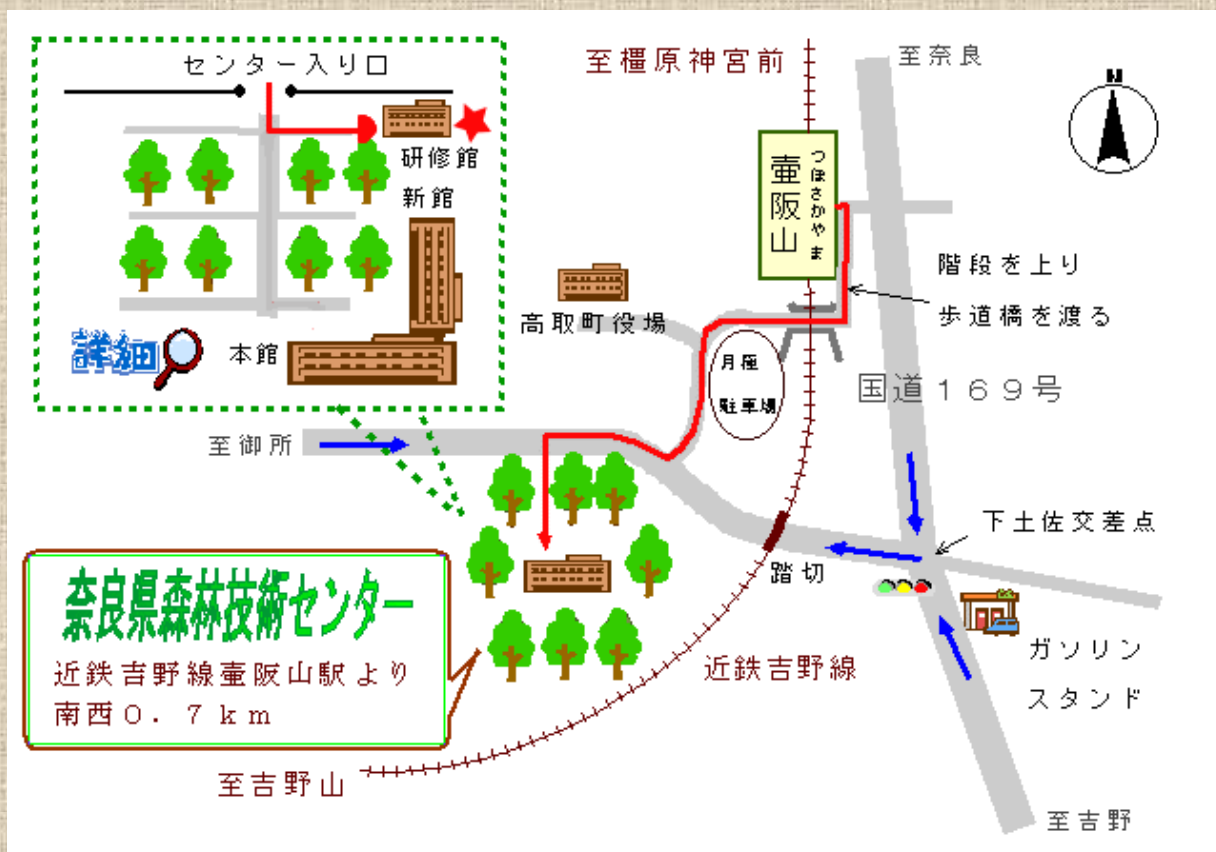 センター入り口
研修館
新館
詳細
本館
至橿原神宮前
至奈良
N
壷阪山
つほさかやま
階段を上り
歩道橋を渡る
高取町役場
月極
駐車場
国道１６９号
至御所
下土佐交差点
踏切
ガソリン
スタンド
近鉄吉野線
奈良県森林技術センター
近鉄吉野線壷阪山駅より
南西０．７ｋｍ
至吉野山
至吉野